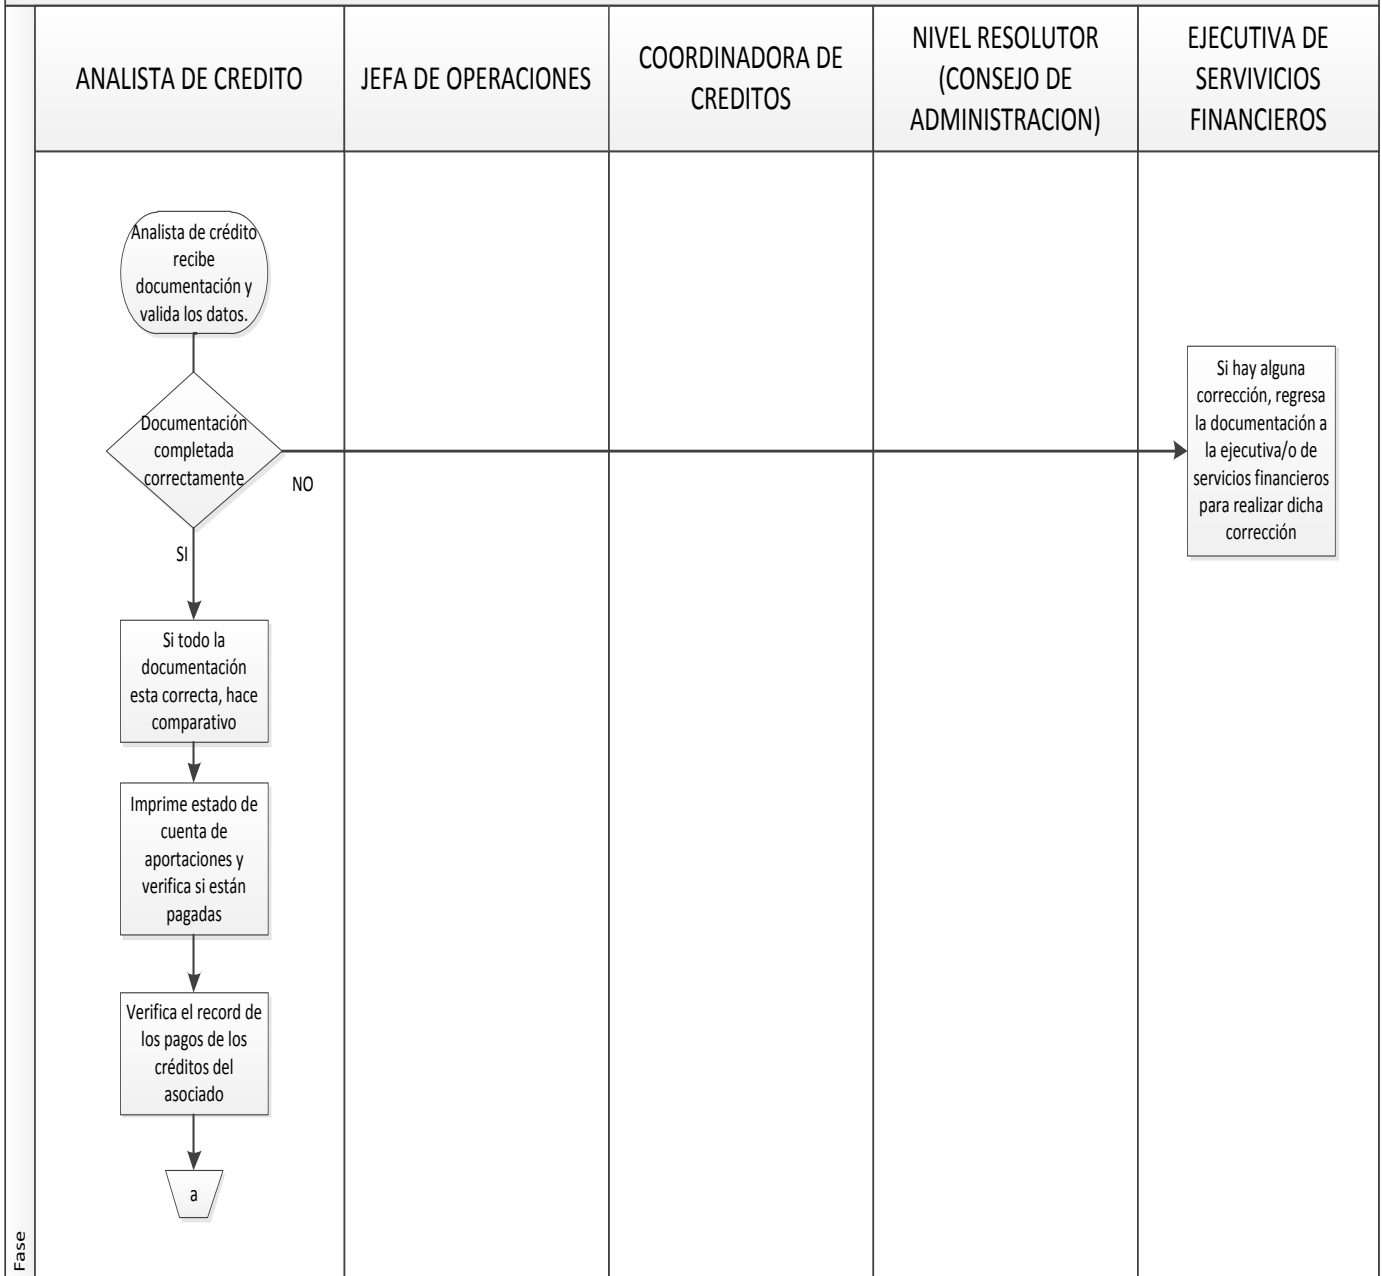 ANALISTA DE CREDITO
JEFA DE OPERACIONES
COORDINADORA DE
CREDITOS
NIVEL RESOLUTOR
(CONSEJO DE
ADMINISTRACION)
EJECUTIVA DE
SERVIVICIOS
FINANCIEROS
Analista de crédito
recibe
documentación y
valida los datos.
Documentación
completada
correctamente
NO
Si hay alguna
corrección, regresa
la documentación a
la ejecutiva/o de
servicios financieros
para realizar dicha
corrección
SI
Si todo la
documentación
esta correcta, hace
comparativo
Imprime estado de
cuenta de
aportaciones y
verifica si están
pagadas
Verifica el record de
los pagos de los
créditos del
asociado
a
Fase